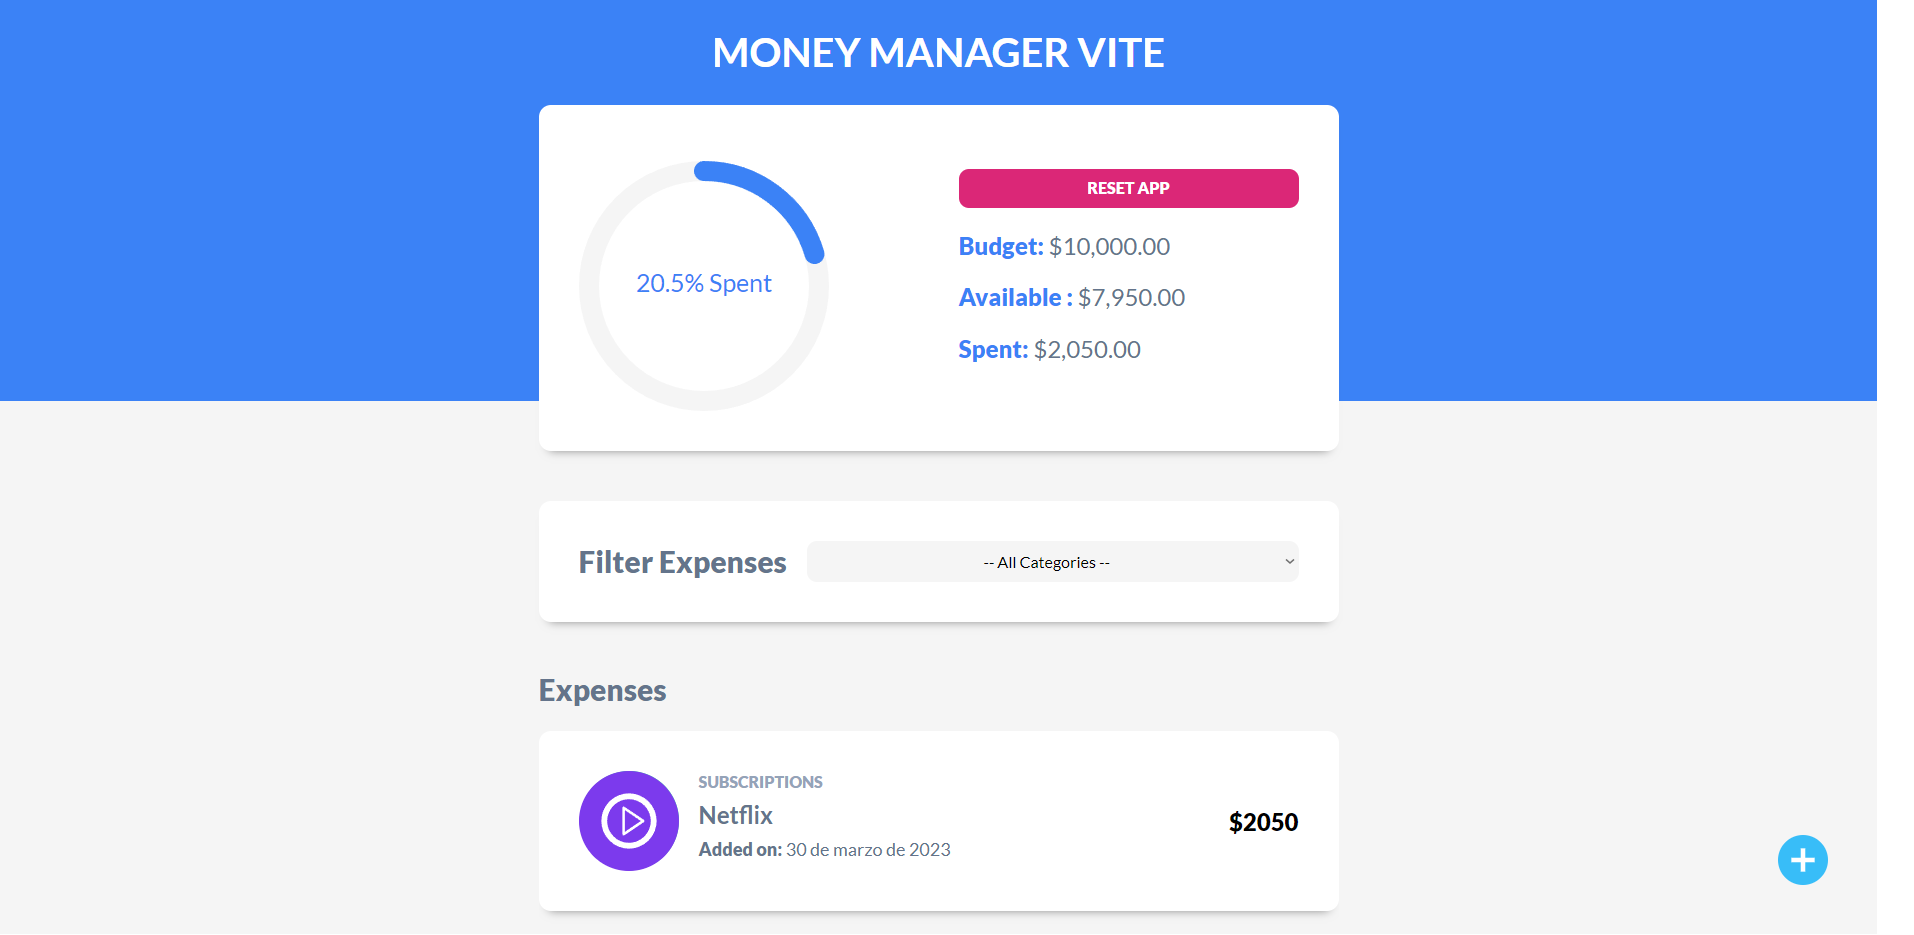 MONEY MANAGER VITE
20.5% Spent
RESET APP
Budget: $10,000.00
Available : $7,950.00
Spent: $2,050.00
Filter Expenses
-- All Categories --
Expenses
SUBSCRIPTIONS
Netflix
Added on: 30 de marzo de 2023
$2050